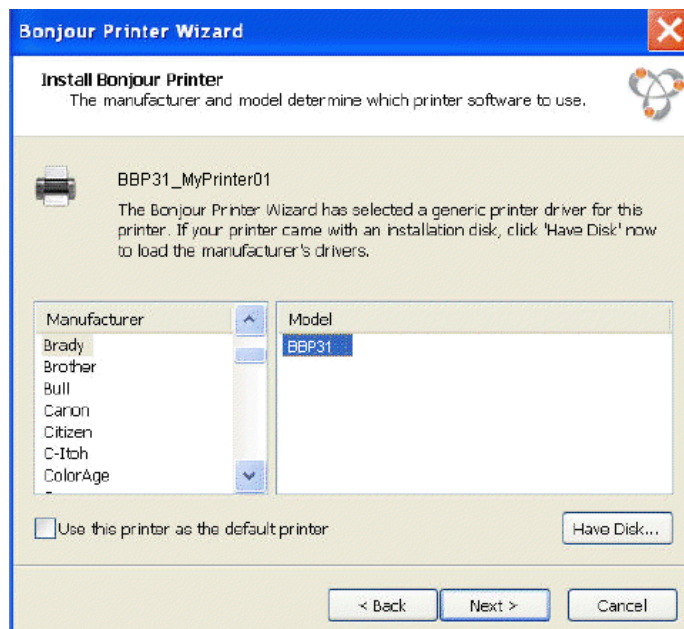 Bonjour Printer Wizard
Install Bonjour Printer
The manufacturer and model determine which printer software to use.
BBP31_MyPrinter01
The Bonjour Printer Wizard has selected a generic printer driver for this
printer. If your printer came with an installation disk, click 'Have Disk' now
to load the manufacturer's drivers.
Manufacturer
Brady
Brother
Bull
Canon
Citizen
C-Itoh
ColorAge
Model
BBP31
Use this printer as the default printer
Have Disk...
< Back
Next >
Cancel